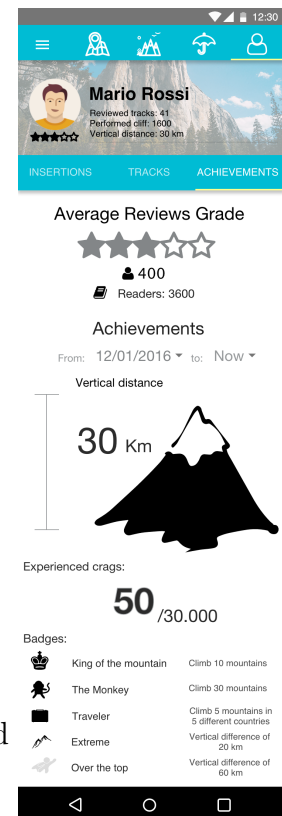 12:30
Mario Rossi
Reviewed tracks: 41
Performed cliff: 1600
Vertical distance: 30 km
INSERTIONS TRACKS ACHIEVEMENTS
Average Reviews Grade
400
Readers: 3600
Achievements
From: 12/01/2016 to: Now
Vertical distance
30 Km
Experienced crags:
50/30.000
Badges:
King of the mountain Climb 10 mountains
The Monkey Climb 30 mountains
Traveler Climb 5 mountains in
5 different countries
d
Extreme Vertical difference of
20 km
Over the top Vertical difference of
60 km